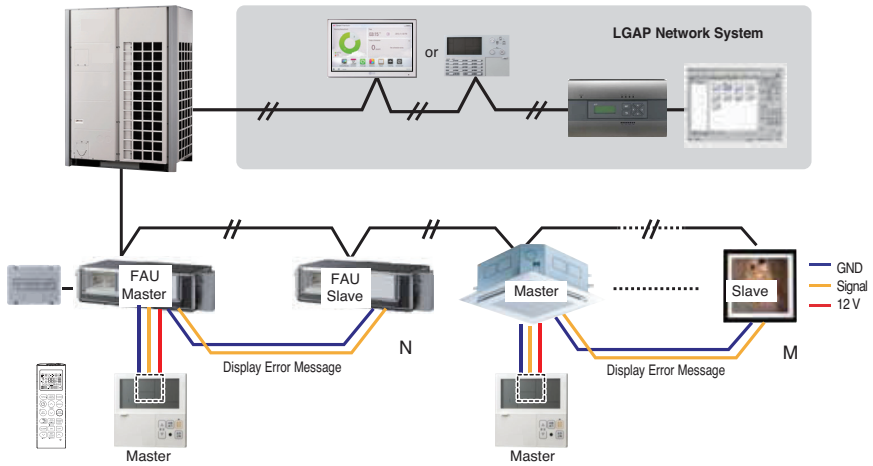 LGAP Network System
or
FAU
Master
FAU
Slave
Master
Slave
GND
Signal
12 V
N
M
Display Error Message
Display Error Message
Master
Master